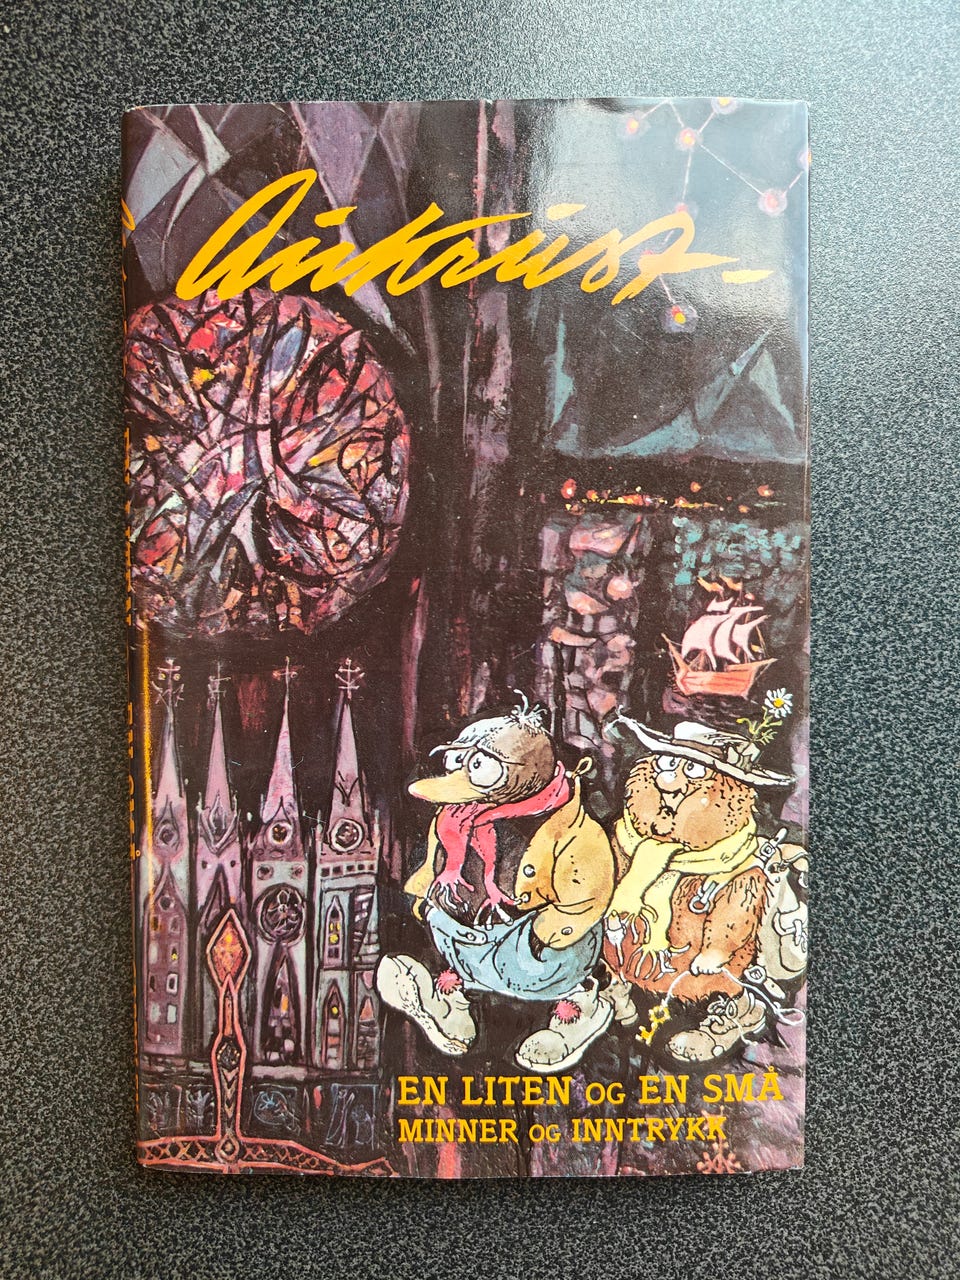 Aukrust
EN LITEN OG EN SMÅ
MINNER OG INNTRYKK